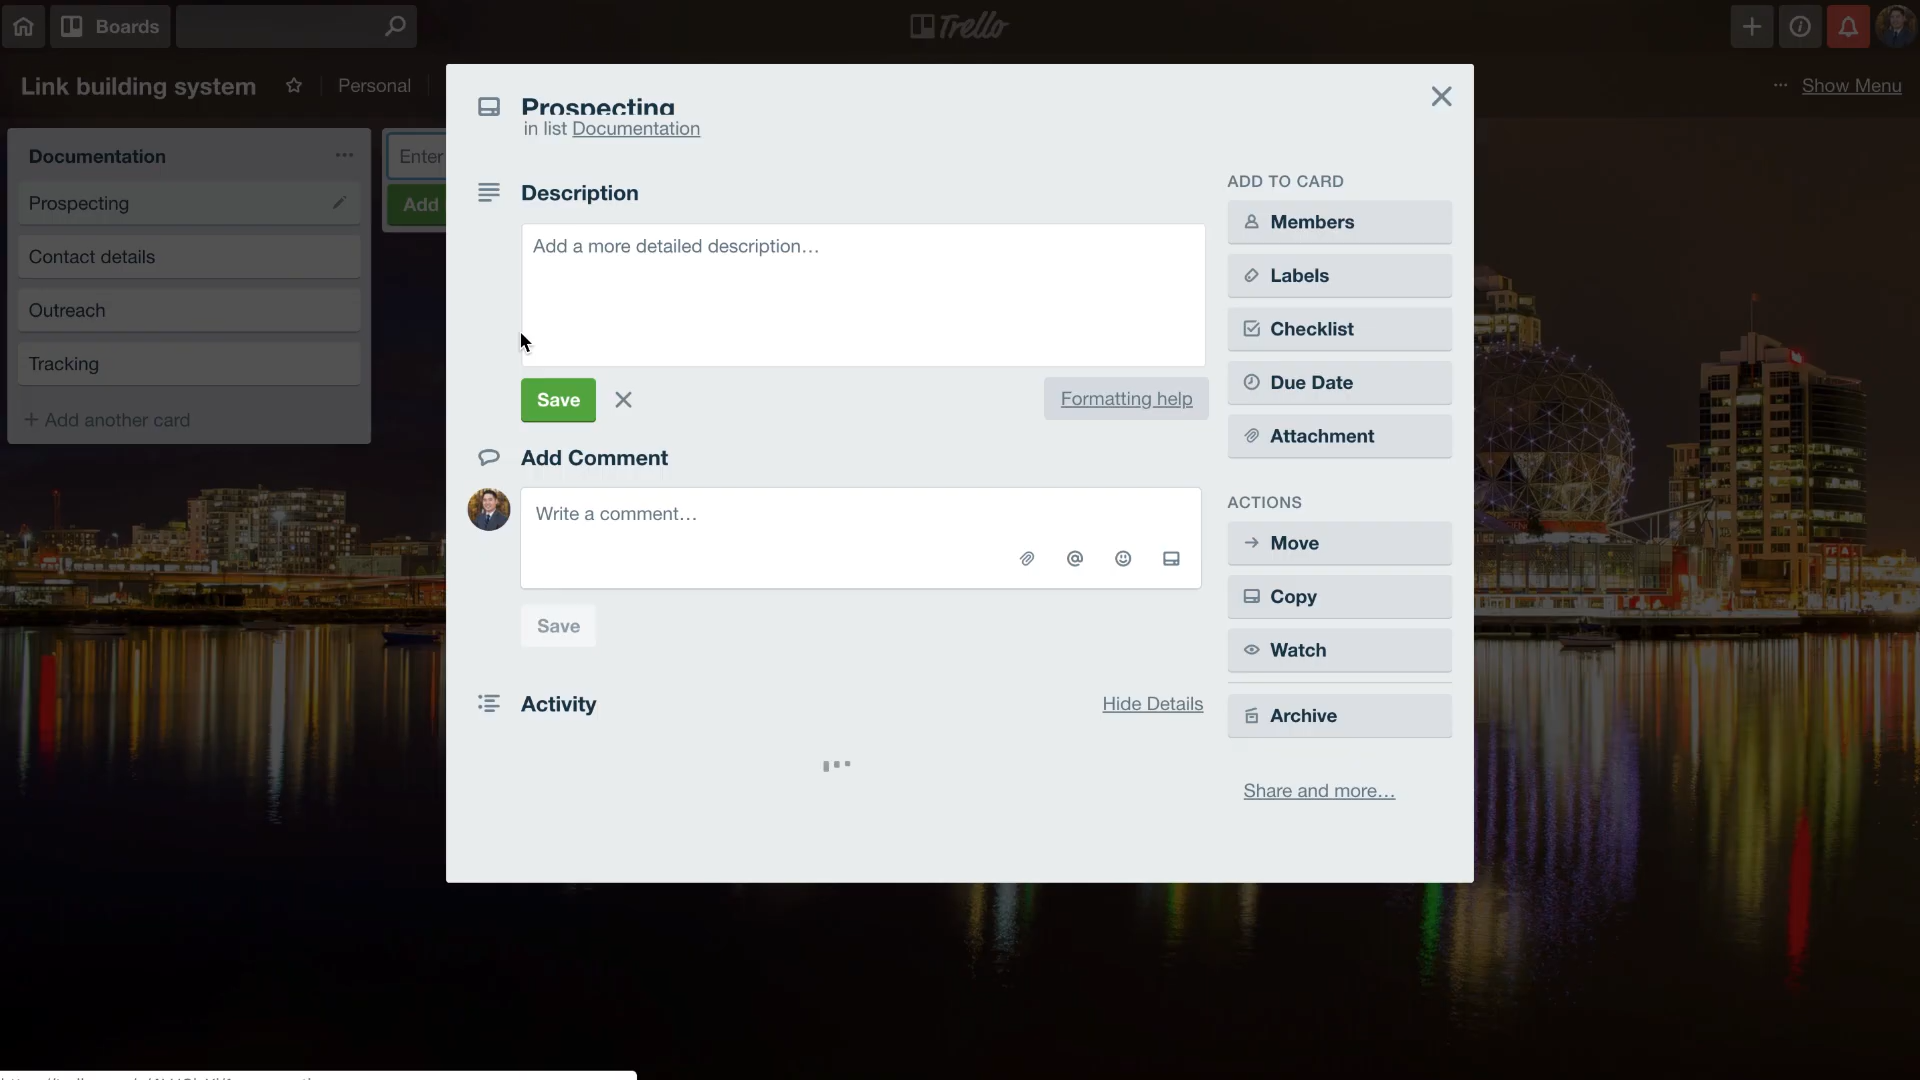 Boards
Trello
Link building system
Personal
Show Menu
Documentation
Prospecting
Contact details
Outreach
Tracking
+ Add another card
Enter
Add
Prospecting
in list Documentation
Description
Add a more detailed description…
Save
Formatting help
Add Comment
Write a comment…
Save
Activity
Hide Details
ADD TO CARD
Members
Labels
Checklist
Due Date
Attachment
ACTIONS
Move
Copy
Watch
Archive
Share and more…